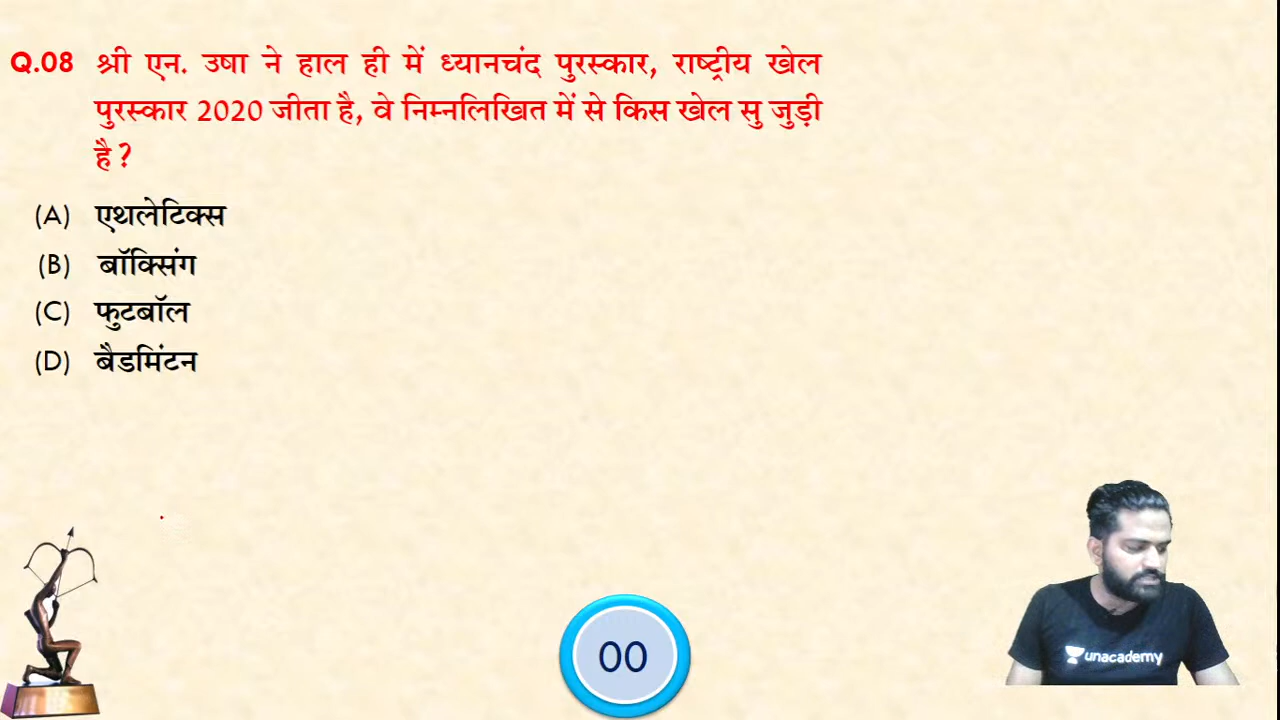 Q.08 श्री एन. उषा ने हाल ही में ध्यानचंद पुरस्कार, राष्ट्रीय खेल
पुरस्कार 2020 जीता है, वे निम्नलिखित में से किस खेल सु जुड़ी
है ?
(A) एथलेटिक्स
(B) बॉक्सिंग
(C) फुटबॉल
(D) बैडमिंटन
00
unacademy